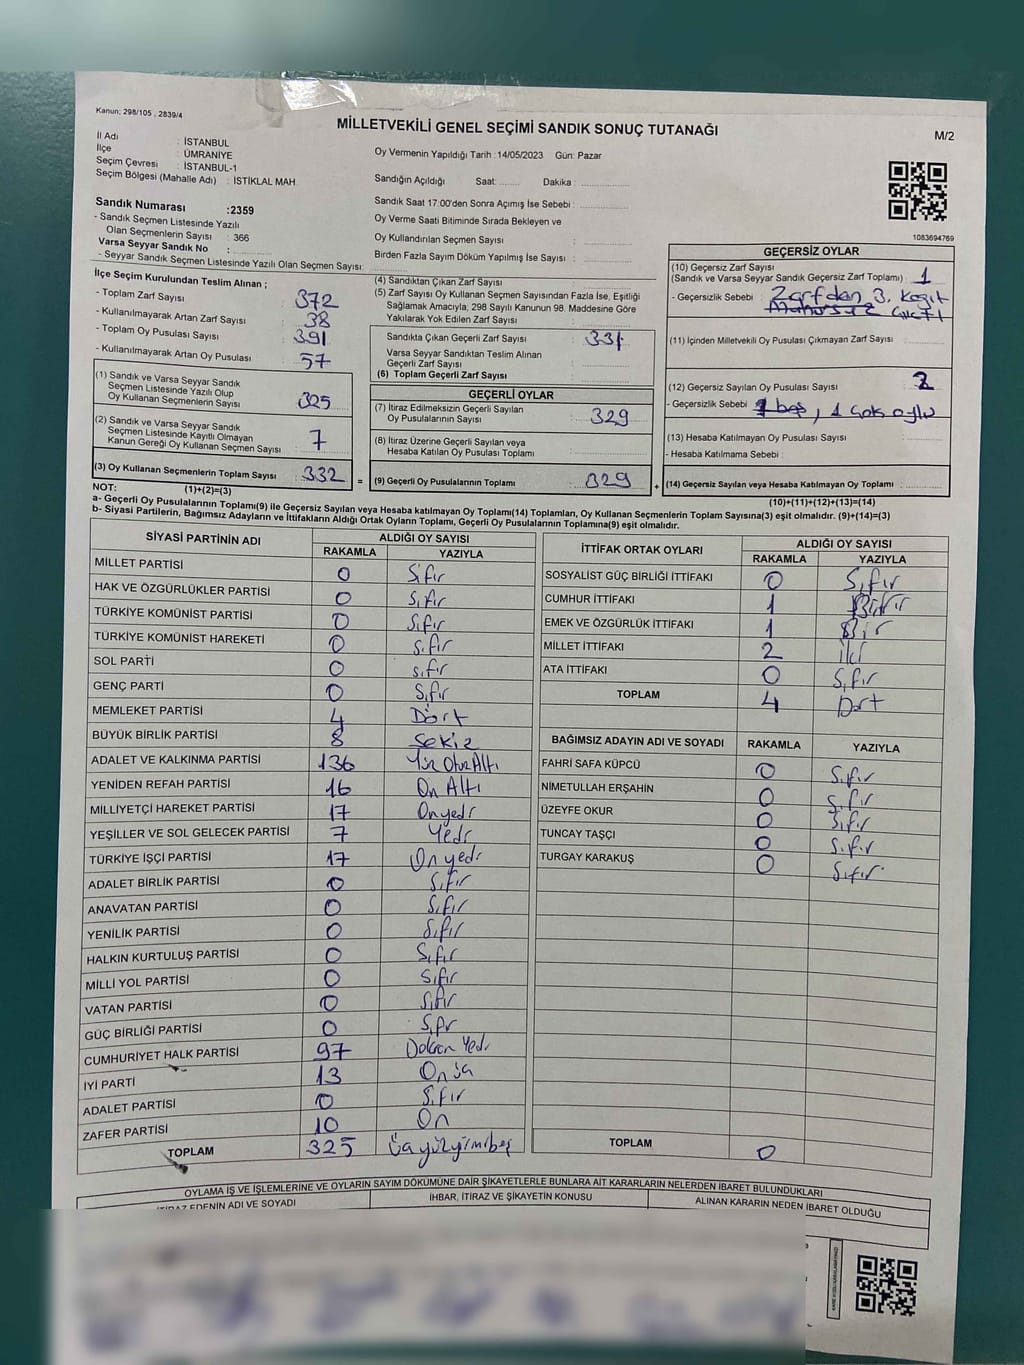 Kanun: 298/105 , 2839/4
MİLLETVEKİLİ GENEL SEÇİMİ SANDIK SONUÇ TUTANAĞI
M/2
İl Adı : İSTANBUL
İlçe : ÜMRANİYE
Seçim Çevresi : İSTANBUL-1
Seçim Bölgesi (Mahalle Adı) : İSTİKLAL MAH.
Sandık Numarası :2359
- Sandık Seçmen Listesinde Yazılı
Olan Seçmenlerin Sayısı : 366
Varsa Seyyar Sandık No :
- Seyyar Sandık Seçmen Listesinde Yazılı Olan Seçmen Sayısı:
Oy Vermenin Yapıldığı Tarih :14/05/2023 Gün: Pazar
Sandığın Açıldığı Saat: ........ Dakika : ................
Sandık Saat 17:00'den Sonra Açımış İse Sebebi : ................
Oy Verme Saati Bitiminde Sırada Bekleyen ve
Oy Kullandırılan Seçmen Sayısı : ................
Birden Fazla Sayım Döküm Yapılmış İse Sayısı : ................
1083694769
İlçe Seçim Kurulundan Teslim Alınan ;
- Toplam Zarf Sayısı : 372
- Kullanılmayarak Artan Zarf Sayısı : 38
- Toplam Oy Pusulası Sayısı : 391
- Kullanılmayarak Artan Oy Pusulası : 57
(1) Sandık ve Varsa Seyyar Sandık
Seçmen Listesinde Yazılı Olup
Oy Kullanan Seçmenlerin Sayısı : 325
(2) Sandık ve Varsa Seyyar Sandık
Seçmen Listesinde Kayıtlı Olmayan
Kanun Gereği Oy Kullanan Seçmen Sayısı : 7
(3) Oy Kullanan Seçmenlerin Toplam Sayısı : 332 =
(4) Sandıktan Çıkan Zarf Sayısı :
(5) Zarf Sayısı Oy Kullanan Seçmen Sayısından Fazla İse, Eşitliği
Sağlamak Amacıyla, 298 Sayılı Kanunun 98. Maddesine Göre
Yakılarak Yok Edilen Zarf Sayısı :
Sandıkta Çıkan Geçerli Zarf Sayısı : 331
Varsa Seyyar Sandıktan Teslim Alınan
Geçerli Zarf Sayısı :
(6) Toplam Geçerli Zarf Sayısı :
GEÇERLİ OYLAR
(7) İtiraz Edilmeksizin Geçerli Sayılan
Oy Pusulalarının Sayısı : 329
(8) İtiraz Üzerine Geçerli Sayılan veya
Hesaba Katılan Oy Pusulası Toplamı :
(9) Geçerli Oy Pusulalarının Toplamı : 329 +
GEÇERSİZ OYLAR
(10) Geçersiz Zarf Sayısı
(Sandık ve Varsa Seyyar Sandık Geçersiz Zarf Toplamı) : 1
- Geçersizlik Sebebi : Zarfdan 3. Kağıt
Çıktı
(11) İçinden Milletvekili Oy Pusulası Çıkmayan Zarf Sayısı :
(12) Geçersiz Sayılan Oy Pusulası Sayısı : 2
- Geçersizlik Sebebi : 1 boş, 1 çok oylu
(13) Hesaba Katılmayan Oy Pusulası Sayısı :
- Hesaba Katılmama Sebebi :
(14) Geçersiz Sayılan veya Hesaba Katılmayan Oy Toplamı :
NOT: (1)+(2)=(3)
(10)+(11)+(12)+(13)=(14)
a- Geçerli Oy Pusulalarının Toplamı(9) ile Geçersiz Sayılan veya Hesaba katılmayan Oy Toplamı(14) Toplamları, Oy Kullanan Seçmenlerin Toplam Sayısına(3) eşit olmalıdır. (9)+(14)=(3)
b- Siyasi Partilerin, Bağımsız Adayların ve İttifakların Aldığı Ortak Oyların Toplamı, Geçerli Oy Pusulalarının Toplamına(9) eşit olmalıdır.
SİYASİ PARTİNİN ADI ALDIĞI OY SAYISI
RAKAMLA YAZIYLA
MİLLET PARTİSİ 0 Sıfır
HAK VE ÖZGÜRLÜKLER PARTİSİ 0 Sıfır
TÜRKİYE KOMÜNİST PARTİSİ 0 Sıfır
TÜRKİYE KOMÜNİST HAREKETİ 0 Sıfır
SOL PARTİ 0 Sıfır
GENÇ PARTİ 0 Sıfır
MEMLEKET PARTİSİ 4 Dört
BÜYÜK BİRLİK PARTİSİ 8 Sekiz
ADALET VE KALKINMA PARTİSİ 136 Yüz OtuzAltı
YENİDEN REFAH PARTİSİ 16 On Altı
MİLLİYETÇİ HAREKET PARTİSİ 17 Onyedi
YEŞİLLER VE SOL GELECEK PARTİSİ 7 Yedi
TÜRKİYE İŞÇİ PARTİSİ 17 Onyedi
ADALET BİRLİK PARTİSİ 0 Sıfır
ANAVATAN PARTİSİ 0 Sıfır
YENİLİK PARTİSİ 0 Sıfır
HALKIN KURTULUŞ PARTİSİ 0 Sıfır
MİLLİ YOL PARTİSİ 0 Sıfır
VATAN PARTİSİ 0 Sıfır
GÜÇ BİRLİĞİ PARTİSİ 0 Sıfır
CUMHURİYET HALK PARTİSİ 97 Doksan Yedi
İYİ PARTİ 13 Onüç
ADALET PARTİSİ 0 Sıfır
ZAFER PARTİSİ 10 On
TOPLAM 325 Üçyüzyirmibeş
İTTİFAK ORTAK OYLARI ALDIĞI OY SAYISI
RAKAMLA YAZIYLA
SOSYALİST GÜÇ BİRLİĞİ İTTİFAKI 0 Sıfır
CUMHUR İTTİFAKI 1 Bir
EMEK VE ÖZGÜRLÜK İTTİFAKI 1 Bir
MİLLET İTTİFAKI 2 İki
ATA İTTİFAKI 0 Sıfır
TOPLAM 4 Dört
BAĞIMSIZ ADAYIN ADI VE SOYADI RAKAMLA YAZIYLA
FAHRİ SAFA KÜPCÜ 0 Sıfır
NİMETULLAH ERŞAHİN 0 Sıfır
ÜZEYFE OKUR 0 Sıfır
TUNCAY TAŞÇI 0 Sıfır
TURGAY KARAKUŞ 0 Sıfır
TOPLAM 0
OYLAMA İŞ VE İŞLEMLERİNE VE OYLARIN SAYIM DÖKÜMÜNE DAİR ŞİKAYETLERLE BUNLARA AİT KARARLARIN NELERDEN İBARET BULUNDUKLARI
İTİRAZ EDENİN ADI VE SOYADI İHBAR, İTİRAZ VE ŞİKAYETİN KONUSU ALINAN KARARIN NEDEN İBARET OLDUĞU